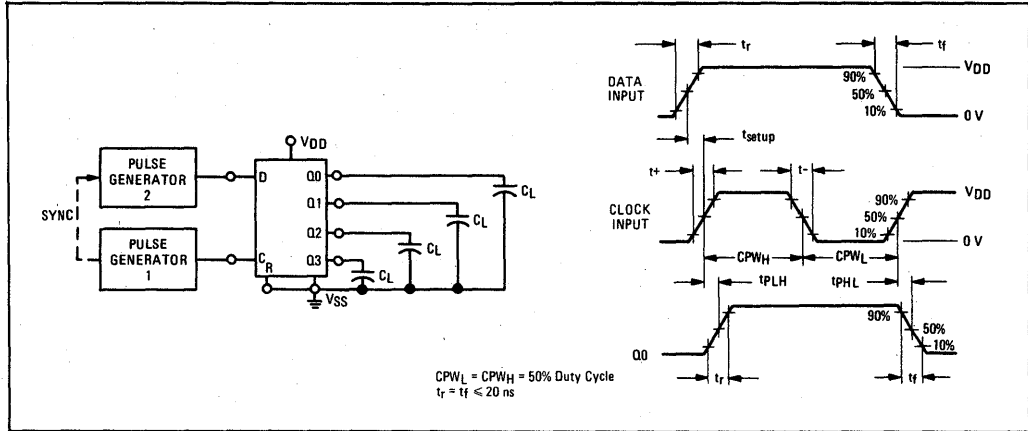 VDD
PULSE
GENERATOR
2
SYNC
PULSE
GENERATOR
1
D
C
R
Q0
Q1
Q2
Q3
CL
CL
CL
CL
VSS
CPWL = CPWH = 50% Duty Cycle
tr = tf ⩽ 20 ns
tr
tf
DATA
INPUT
90%
50%
10%
VDD
0 V
tsetup
t+
t-
CLOCK
INPUT
90%
50%
10%
VDD
0 V
CPWH
CPWL
tPLH
tPHL
Q0
90%
50%
10%
tr
tf